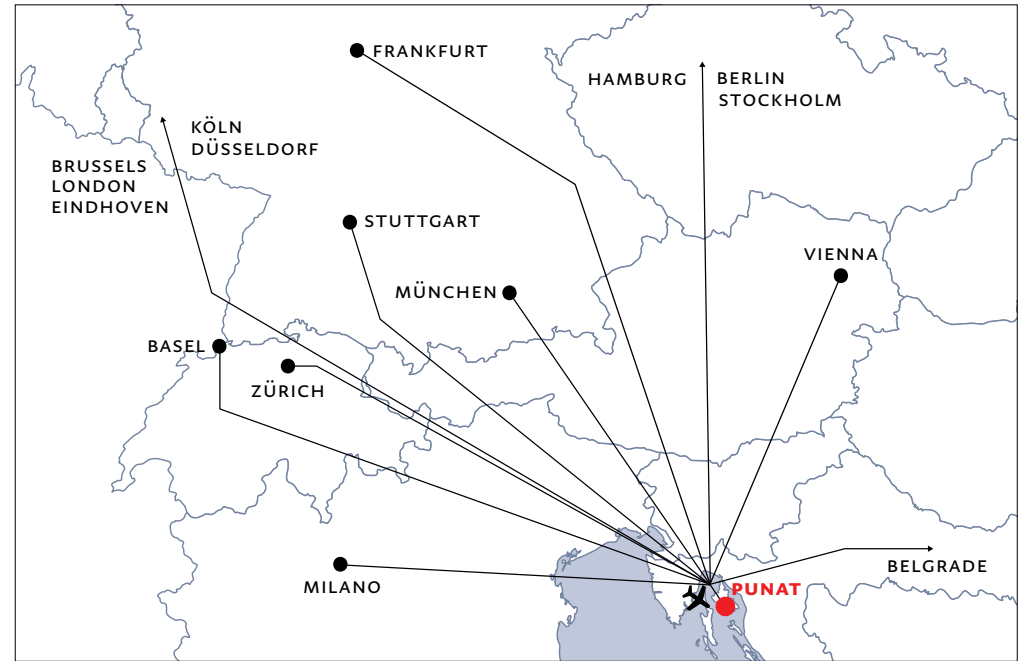 FRANKFURT
HAMBURG
BERLIN
STOCKHOLM
KÖLN
DÜSSELDORF
BRUSSELS
LONDON
EINDHOVEN
STUTTGART
VIENNA
MÜNCHEN
BASEL
ZÜRICH
BELGRADE
MILANO
PUNAT